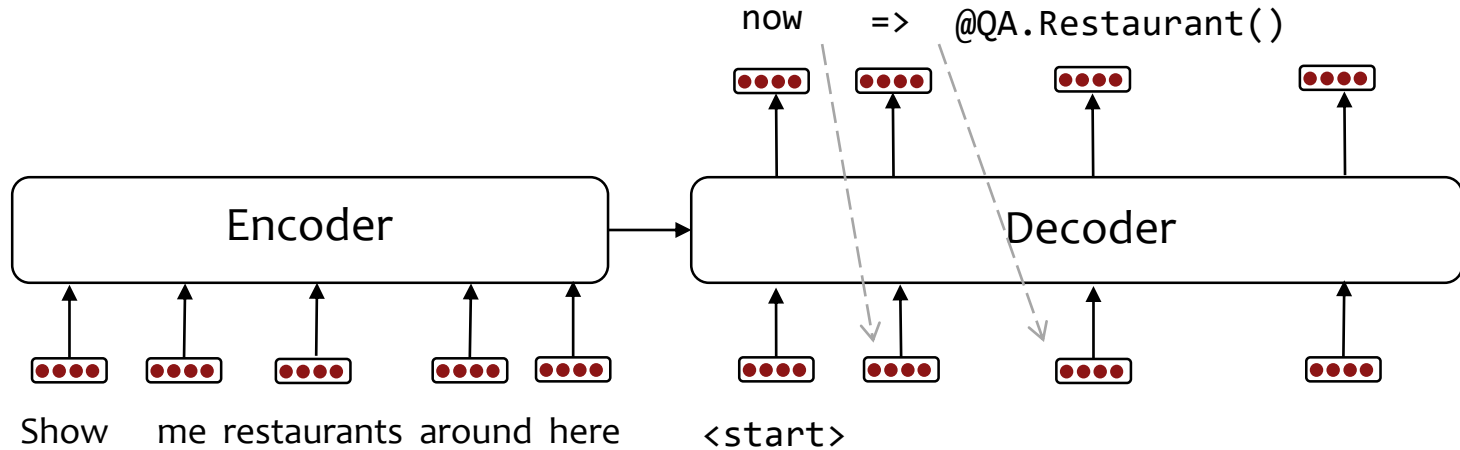 now => @QA.Restaurant()
Encoder
Decoder
Show me restaurants around here
<start>